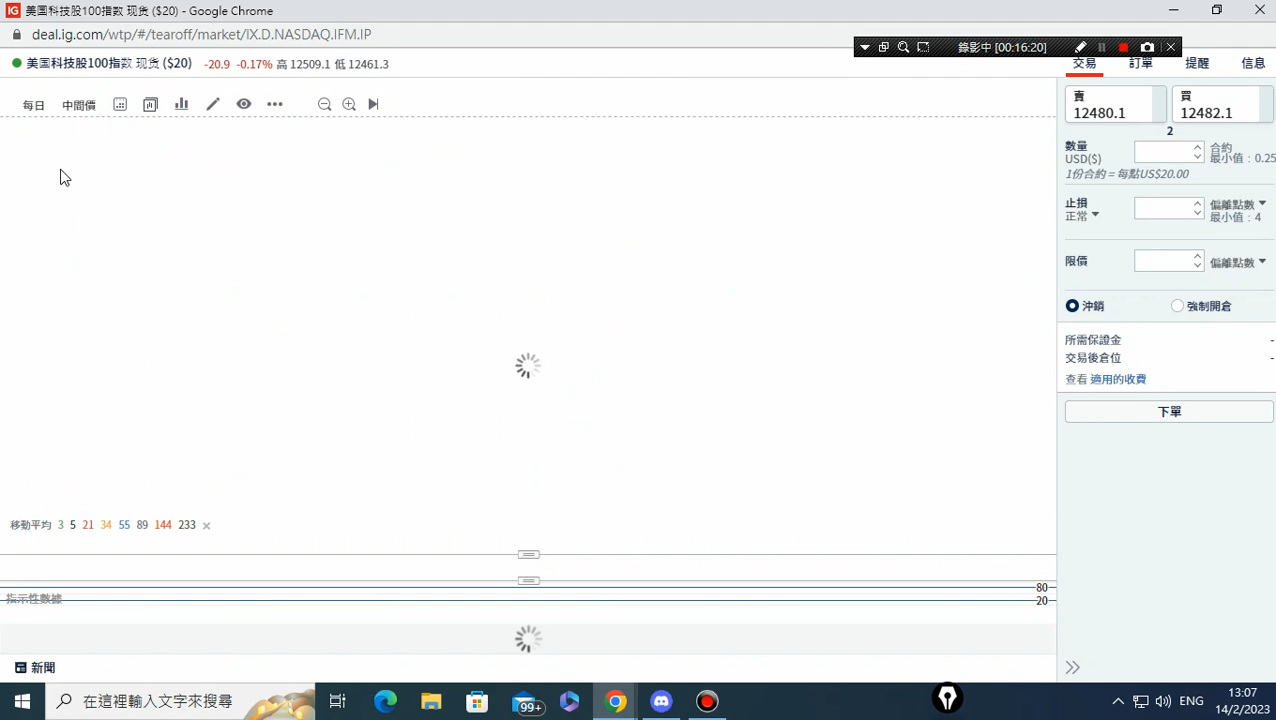 IG 美国科技股100指数 现货 ($20) - Google Chrome
deal.ig.com/wtp/#/tearoff/market/IX.D.NASDAQ.IFM.IP
錄影中 [00:16:20]
美国科技股100指数 现货 ($20) -20.9 -0.17% 高 12509.1 低 12461.3
交易 訂單 提醒 信息
每日 中間價
賣 買
12480.1 12482.1
2
數量 合約
USD($) 最小值:0.25
1份合約 = 每點US$20.00
止損 偏離點數
正常 最小值:4
限價 偏離點數
沖銷 強制開倉
所需保證金 -
交易後倉位 -
查看 適用的收費
下單
移動平均 3 5 21 34 55 89 144 233
80
指示性數據
20
新聞
在這裡輸入文字來搜尋
99+
ENG
13:07
14/2/2023